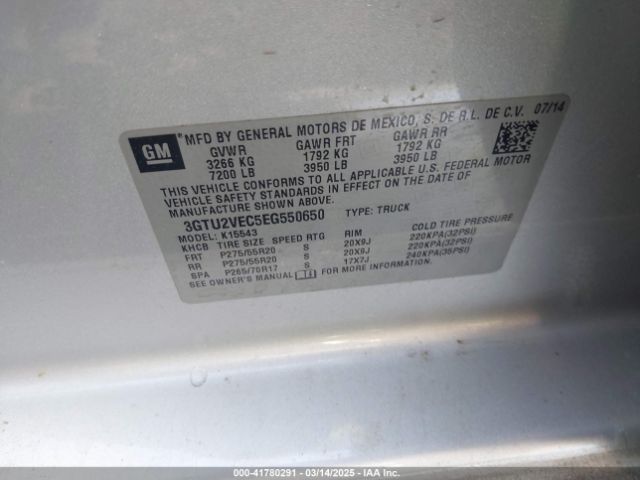 GM
*MFD BY GENERAL MOTORS DE MEXICO, S. DE R.L. DE C.V. 07/14
GVWR GAWR FRT GAWR RR
3266 KG 1792 KG 1792 KG
7200 LB 3950 LB 3950 LB
THIS VEHICLE CONFORMS TO ALL APPLICABLE U.S. FEDERAL MOTOR
VEHICLE SAFETY STANDARDS IN EFFECT ON THE DATE OF
MANUFACTURE SHOWN ABOVE.
3GTU2VEC5EG550650 TYPE: TRUCK
MODEL: K15543
KHCB TIRE SIZE SPEED RTG RIM COLD TIRE PRESSURE
FRT P275/55R20 S 20X9J 220KPA(32PSI)
RR P275/55R20 S 20X9J 220KPA(32PSI)
SPA P265/70R17 S 17X7J 240KPA(35PSI)
SEE OWNER'S MANUAL FOR MORE INFORMATION.
000-41780291 - 03/14/2025 - IAA Inc.